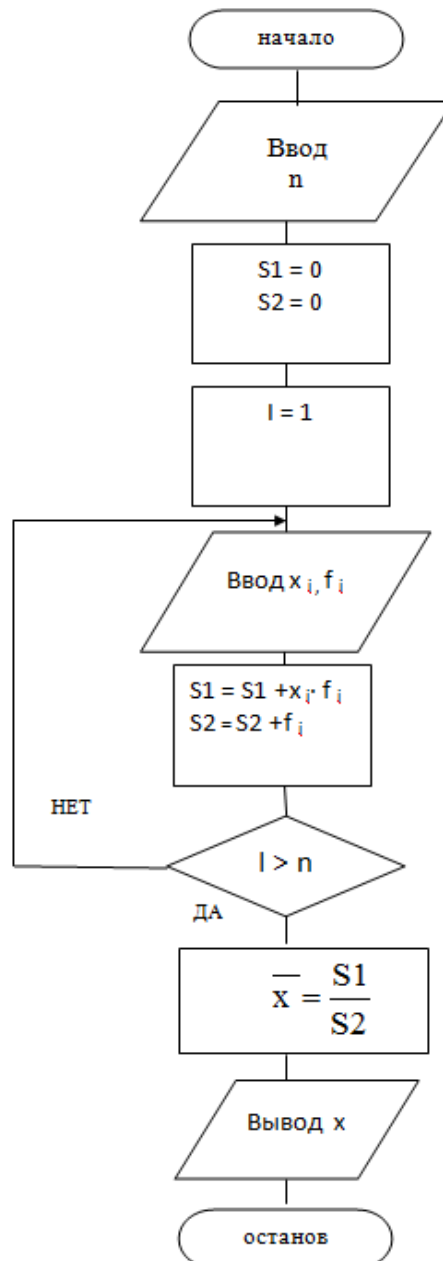 начало
Ввод
n
S1 = 0
S2 = 0
I = 1
Ввод x i, f i
S1 = S1 +x i· f i
S2 = S2 +f i
НЕТ
I > n
ДА
x̅ = S1/S2
Вывод x
останов